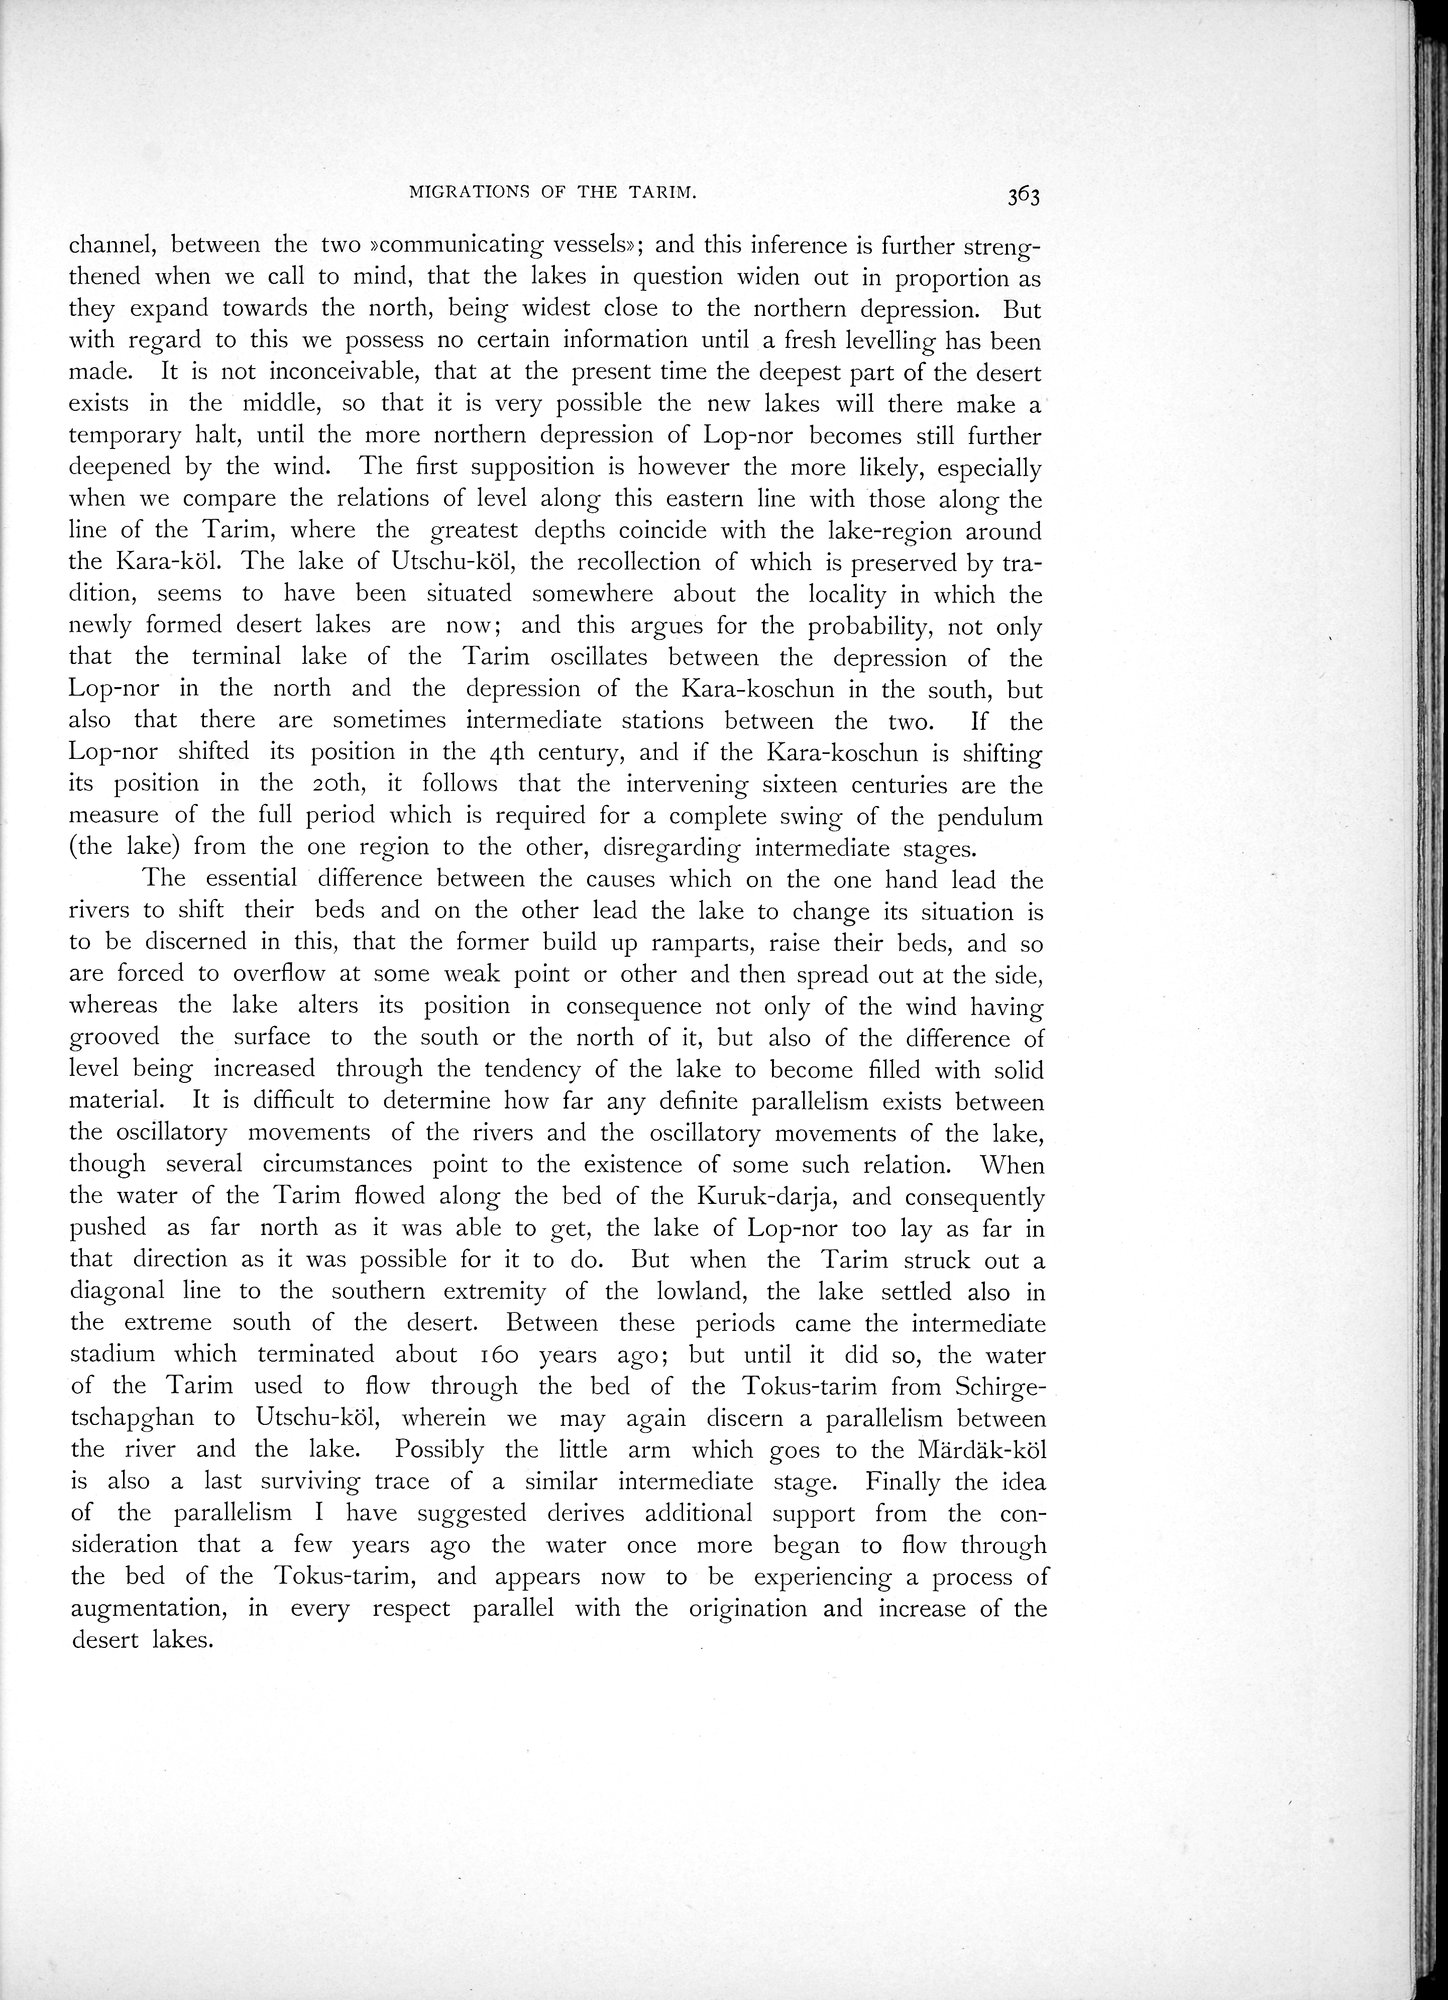 MIGRATIONS OF THE TARIM. 363
channel, between the two »communicating vessels»; and this inference is further streng-
thened when we call to mind, that the lakes in question widen out in proportion as
they expand towards the north, being widest close to the northern depression. But
with regard to this we possess no certain information until a fresh levelling has been
made. It is not inconceivable, that at the present time the deepest part of the desert
exists in the middle, so that it is very possible the new lakes will there make a
temporary halt, until the more northern depression of Lop-nor becomes still further
deepened by the wind. The first supposition is however the more likely, especially
when we compare the relations of level along this eastern line with those along the
line of the Tarim, where the greatest depths coincide with the lake-region around
the Kara-köl. The lake of Utschu-köl, the recollection of which is preserved by tra-
dition, seems to have been situated somewhere about the locality in which the
newly formed desert lakes are now; and this argues for the probability, not only
that the terminal lake of the Tarim oscillates between the depression of the
Lop-nor in the north and the depression of the Kara-koschun in the south, but
also that there are sometimes intermediate stations between the two. If the
Lop-nor shifted its position in the 4th century, and if the Kara-koschun is shifting
its position in the 20th, it follows that the intervening sixteen centuries are the
measure of the full period which is required for a complete swing of the pendulum
(the lake) from the one region to the other, disregarding intermediate stages.
The essential difference between the causes which on the one hand lead the
rivers to shift their beds and on the other lead the lake to change its situation is
to be discerned in this, that the former build up ramparts, raise their beds, and so
are forced to overflow at some weak point or other and then spread out at the side,
whereas the lake alters its position in consequence not only of the wind having
grooved the surface to the south or the north of it, but also of the difference of
level being increased through the tendency of the lake to become filled with solid
material. It is difficult to determine how far any definite parallelism exists between
the oscillatory movements of the rivers and the oscillatory movements of the lake,
though several circumstances point to the existence of some such relation. When
the water of the Tarim flowed along the bed of the Kuruk-darja, and consequently
pushed as far north as it was able to get, the lake of Lop-nor too lay as far in
that direction as it was possible for it to do. But when the Tarim struck out a
diagonal line to the southern extremity of the lowland, the lake settled also in
the extreme south of the desert. Between these periods came the intermediate
stadium which terminated about 160 years ago; but until it did so, the water
of the Tarim used to flow through the bed of the Tokus-tarim from Schirge-
tschapghan to Utschu-köl, wherein we may again discern a parallelism between
the river and the lake. Possibly the little arm which goes to the Märdäk-köl
is also a last surviving trace of a similar intermediate stage. Finally the idea
of the parallelism I have suggested derives additional support from the con-
sideration that a few years ago the water once more began to flow through
the bed of the Tokus-tarim, and appears now to be experiencing a process of
augmentation, in every respect parallel with the origination and increase of the
desert lakes.